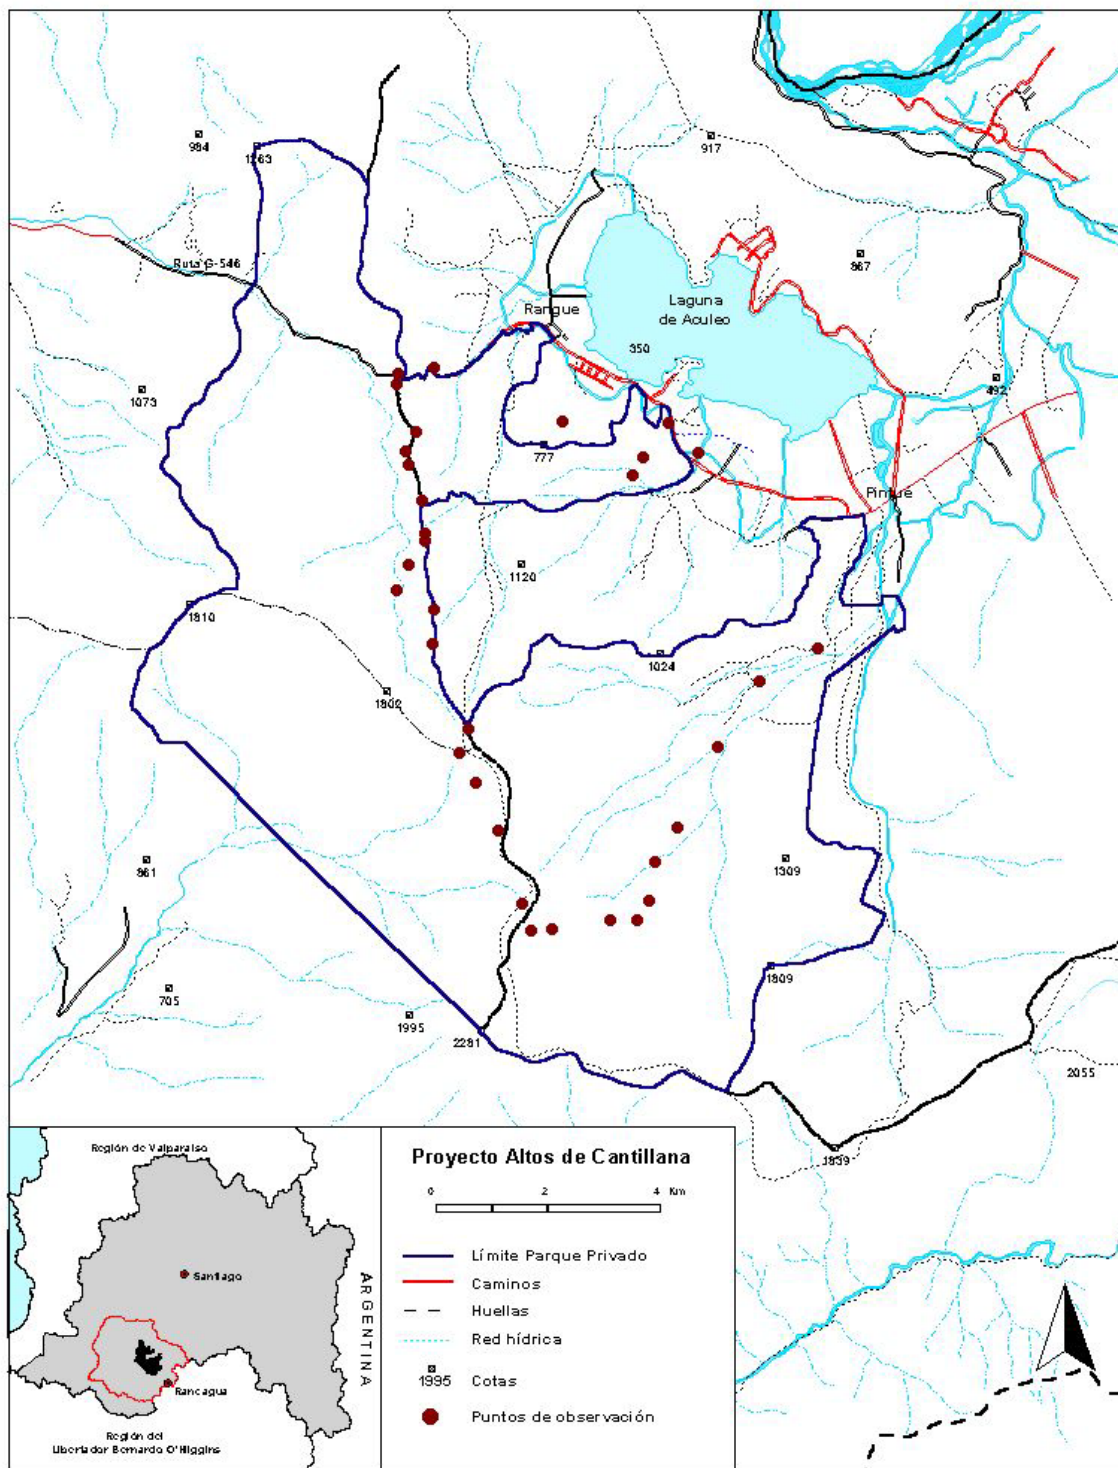 984
1263
917
867
Ruta G-546
Rangue
Laguna
de Aculeo
350
1073
492
777
Pintue
1120
1810
1024
1802
861
1309
705
1995
2281
1809
2055
1839
Región de Valparaíso
Santiago
ARGENTINA
Rancagua
Región del
Libertador Bernardo O'Higgins
Proyecto Altos de Cantillana
0 2 4 Km
Límite Parque Privado
Caminos
Huellas
Red hídrica
1995 Cotas
Puntos de observación